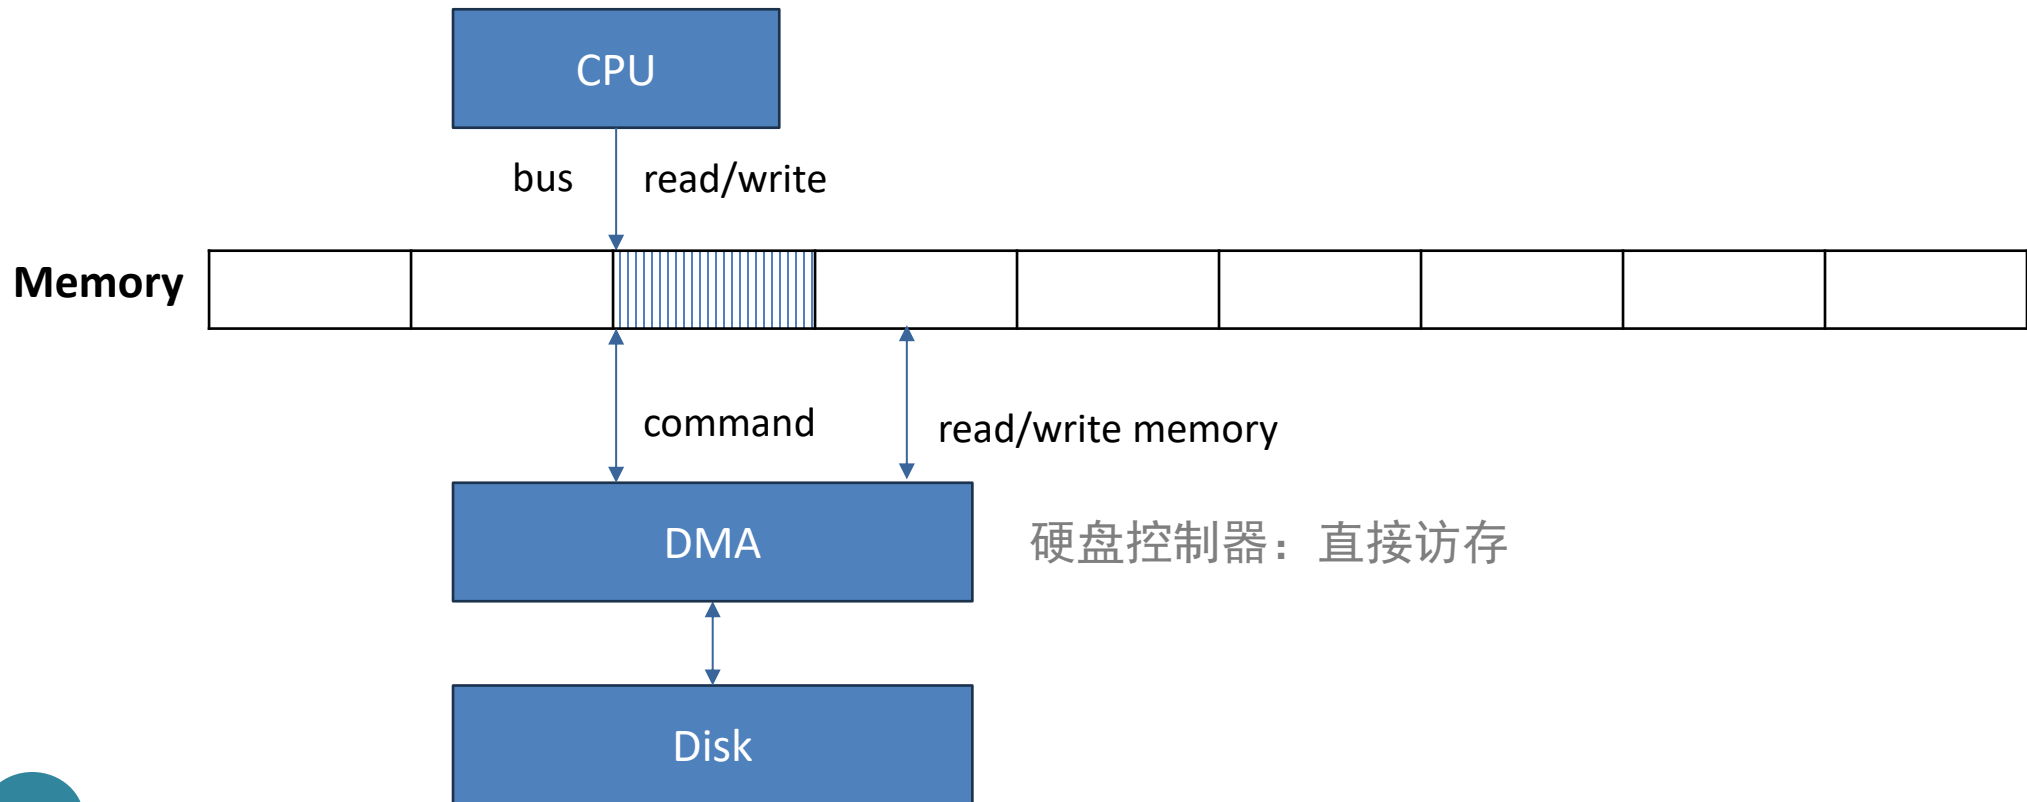 CPU
bus
read/write
Memory
command
read/write memory
DMA
硬盘控制器：直接访存
Disk